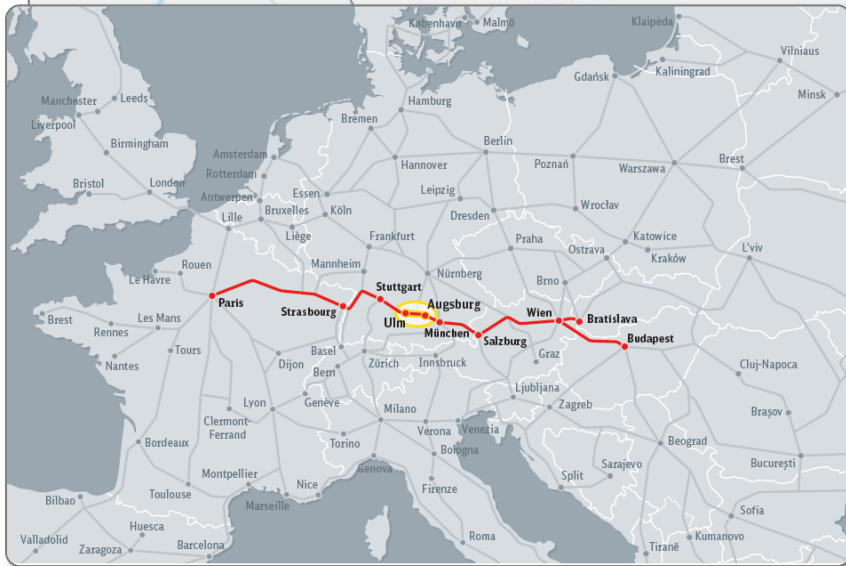 København
Malmö
Klaipėda
Vilniaus
Kaliningrad
Gdańsk
Minsk
Manchester
Leeds
Liverpool
Hamburg
Bremen
Birmingham
Berlin
Amsterdam
Hannover
Poznań
Warszawa
Brest
Rotterdam
Bristol
London
Essen
Leipzig
Antwerpen
Köln
Dresden
Wrocław
Bruxelles
Lille
Liège
Frankfurt
Praha
Katowice
Kraków
Ostrava
L'viv
Rouen
Le Havre
Mannheim
Nürnberg
Brno
Stuttgart
Paris
Strasbourg
Augsburg
Ulm
München
Salzburg
Wien
Bratislava
Budapest
Brest
Rennes
Les Mans
Tours
Nantes
Dijon
Basel
Bern
Zürich
Innsbruck
Graz
Cluj-Napoca
Genève
Ljubljana
Lyon
Clermont-
Ferrand
Milano
Zagreb
Braşov
Torino
Verona
Venezia
Bordeaux
Bologna
Beograd
Bucureşti
Genova
Montpellier
Nice
Toulouse
Marseille
Firenze
Split
Sarajevo
Bilbao
Huesca
Sofia
Valladolid
Zaragoza
Barcelona
Roma
Tiranë
Kumanovo